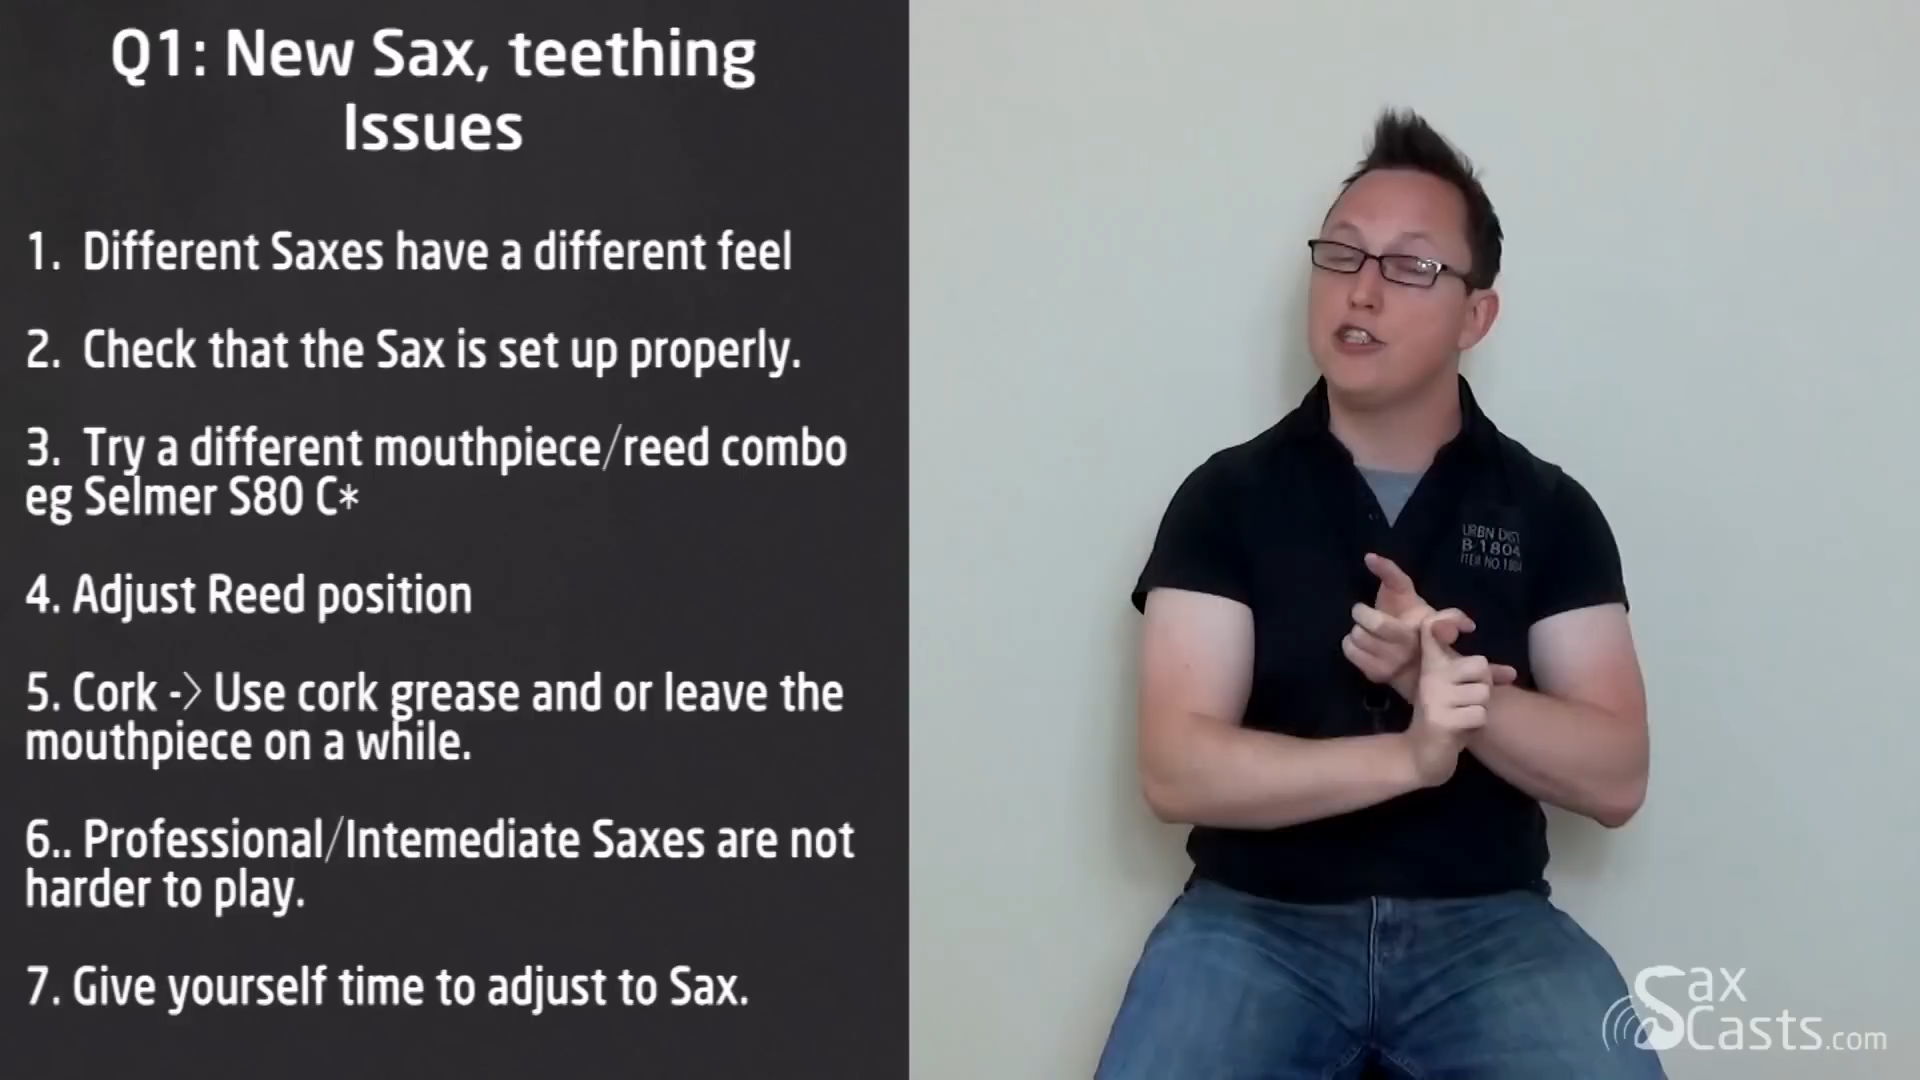 Q1: New Sax, teething
Issues
1. Different Saxes have a different feel
2. Check that the Sax is set up properly.
3. Try a different mouthpiece/reed combo
eg Selmer S80 C*
4. Adjust Reed position
5. Cork -> Use cork grease and or leave the
mouthpiece on a while.
6.. Professional/Intemediate Saxes are not
harder to play.
7. Give yourself time to adjust to Sax.
URBN DIST
B-1804
ITEM NO 1804
Sax
Casts.com